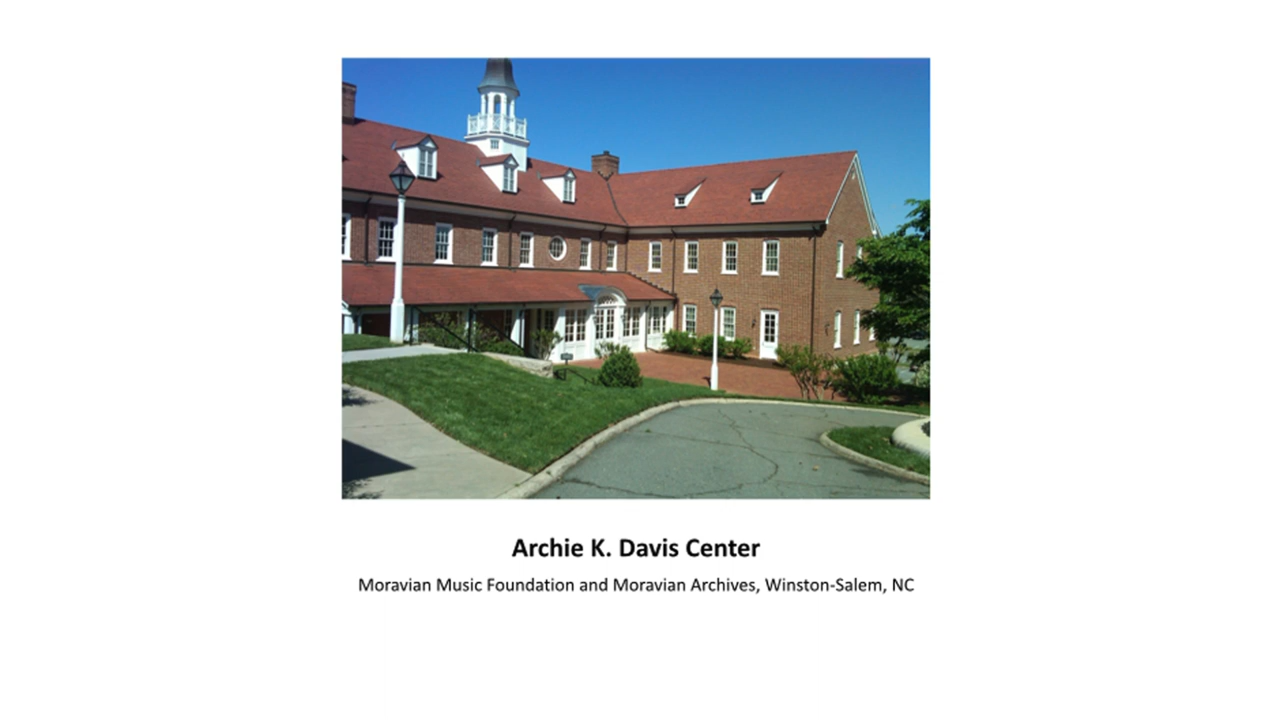 Archie K. Davis Center
Moravian Music Foundation and Moravian Archives, Winston-Salem, NC